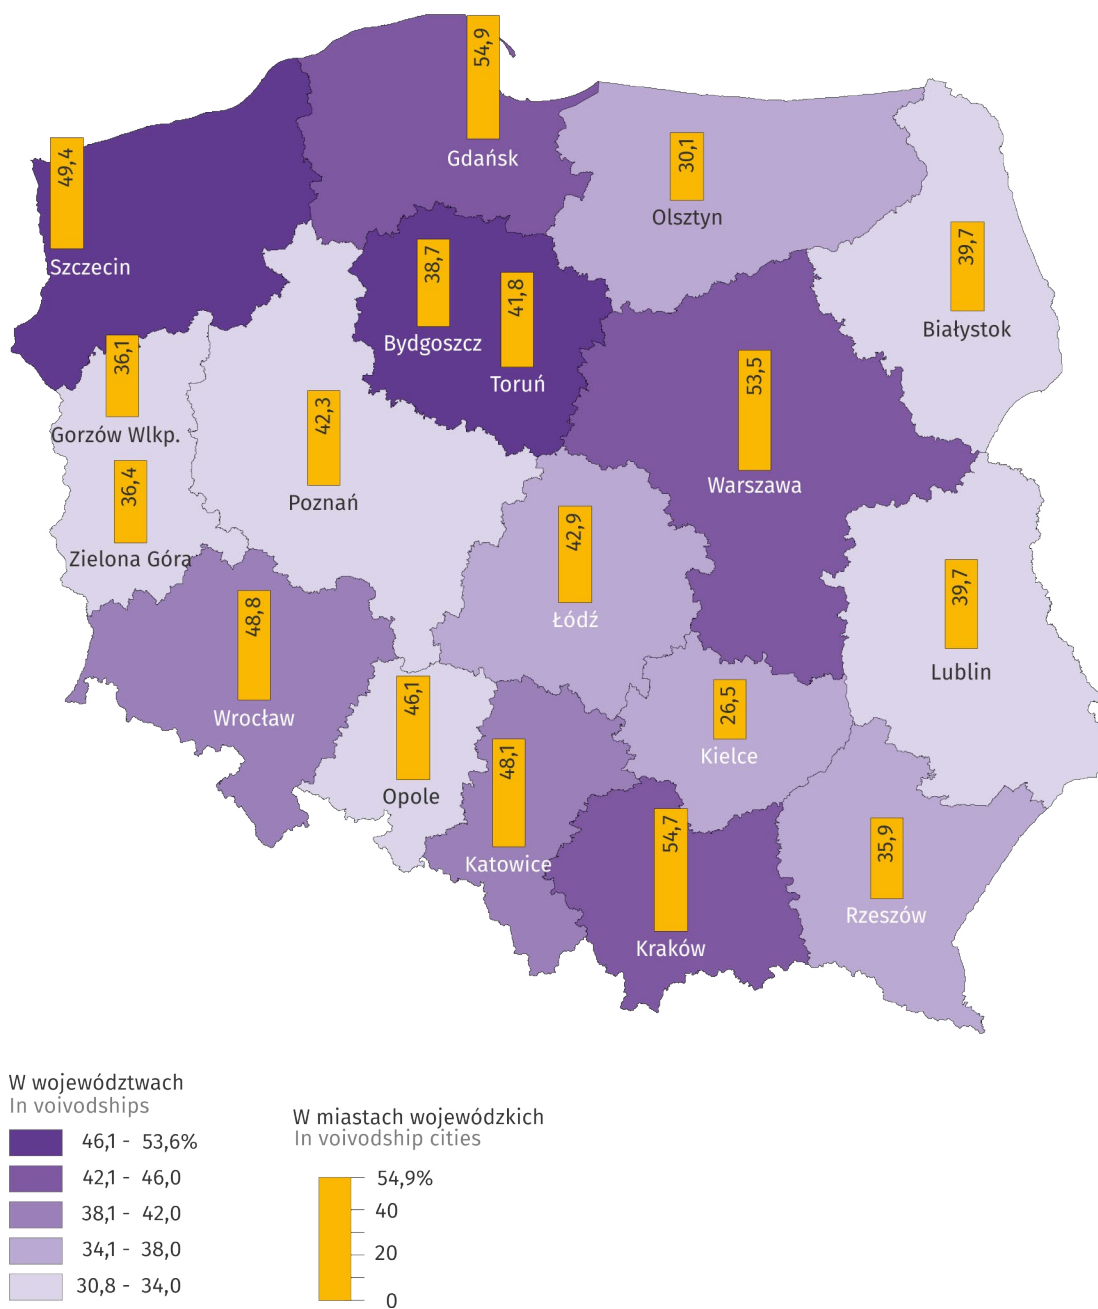 54,9
Gdańsk
49,4
Szczecin
30,1
Olsztyn
39,7
Białystok
38,7
Bydgoszcz
41,8
Toruń
36,1
Gorzów Wlkp.
42,3
Poznań
53,5
Warszawa
36,4
Zielona Góra
42,9
Łódź
39,7
Lublin
48,8
Wrocław
46,1
Opole
26,5
Kielce
48,1
Katowice
54,7
Kraków
35,9
Rzeszów
W województwach
In voivodships
46,1 - 53,6%
42,1 - 46,0
38,1 - 42,0
34,1 - 38,0
30,8 - 34,0
W miastach wojewódzkich
In voivodship cities
54,9%
40
20
0